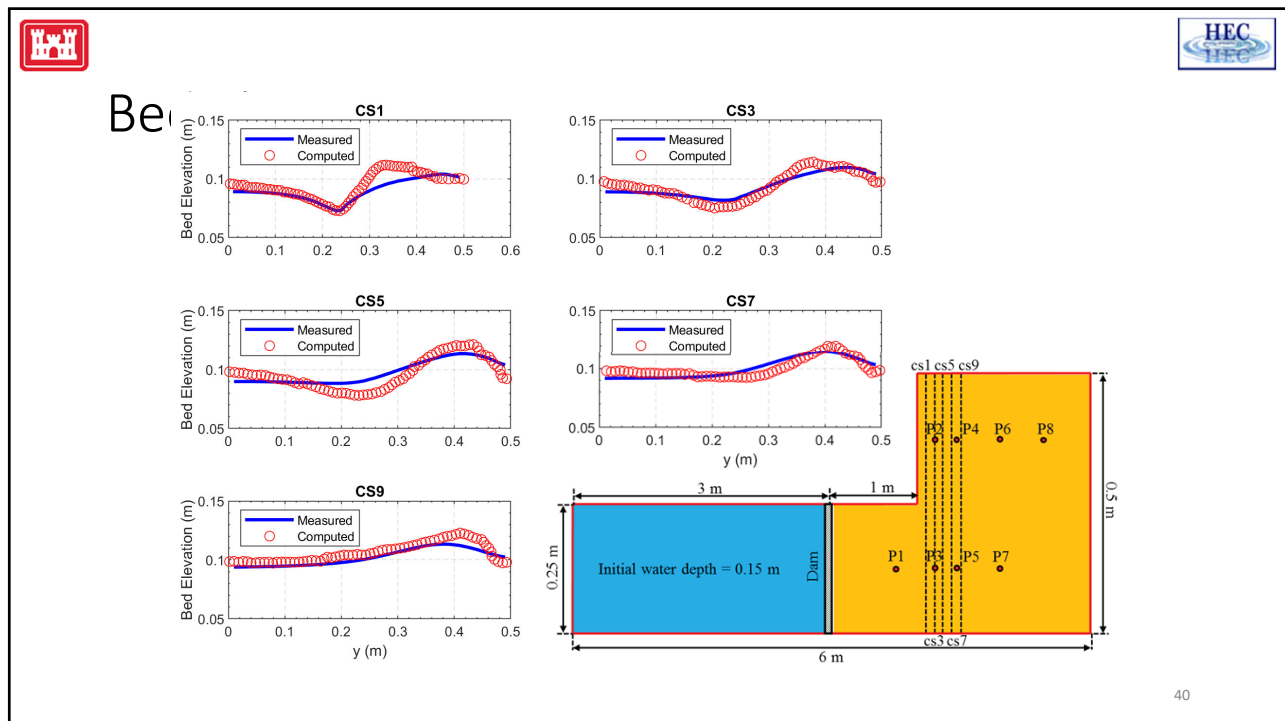 HEC
HEC
Be
CS1
Bed Elevation (m)
0.15
0.1
0.05
Measured
Computed
0 0.1 0.2 0.3 0.4 0.5 0.6
CS3
0.15
0.1
0.05
Measured
Computed
0 0.1 0.2 0.3 0.4 0.5
CS5
Bed Elevation (m)
0.15
0.1
0.05
Measured
Computed
0 0.1 0.2 0.3 0.4 0.5
CS7
0.15
0.1
0.05
Measured
Computed
0 0.1 0.2 0.3 0.4 0.5
y (m)
CS9
Bed Elevation (m)
0.15
0.1
0.05
Measured
Computed
0 0.1 0.2 0.3 0.4 0.5
y (m)
cs1 cs5 cs9
P2 P4 P6 P8
3 m
1 m
0.5 m
0.25 m
Initial water depth = 0.15 m
Dam
P1 P3 P5 P7
cs3 cs7
6 m
40